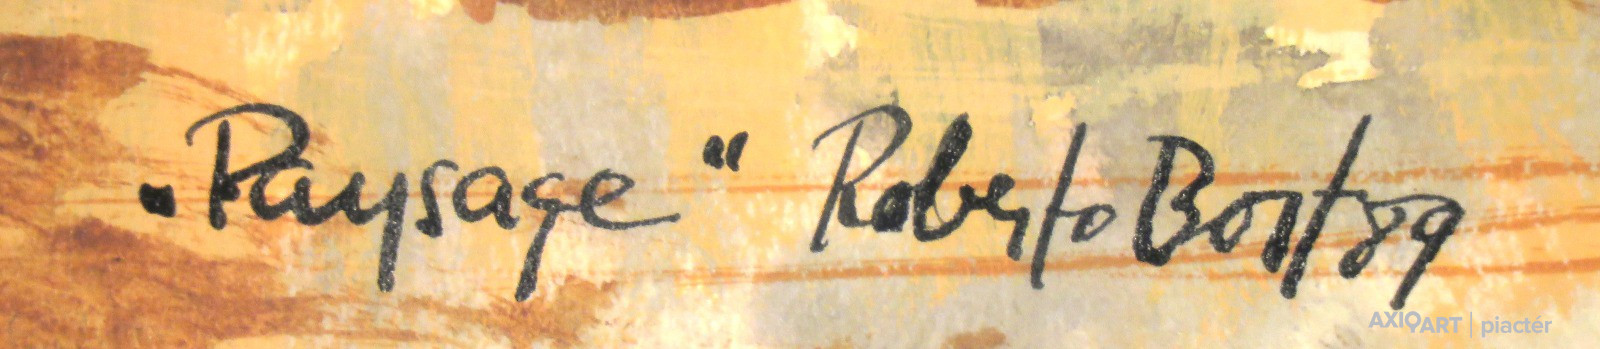 „Paysage“ Roberto Bort 89
AXIOART | piactér